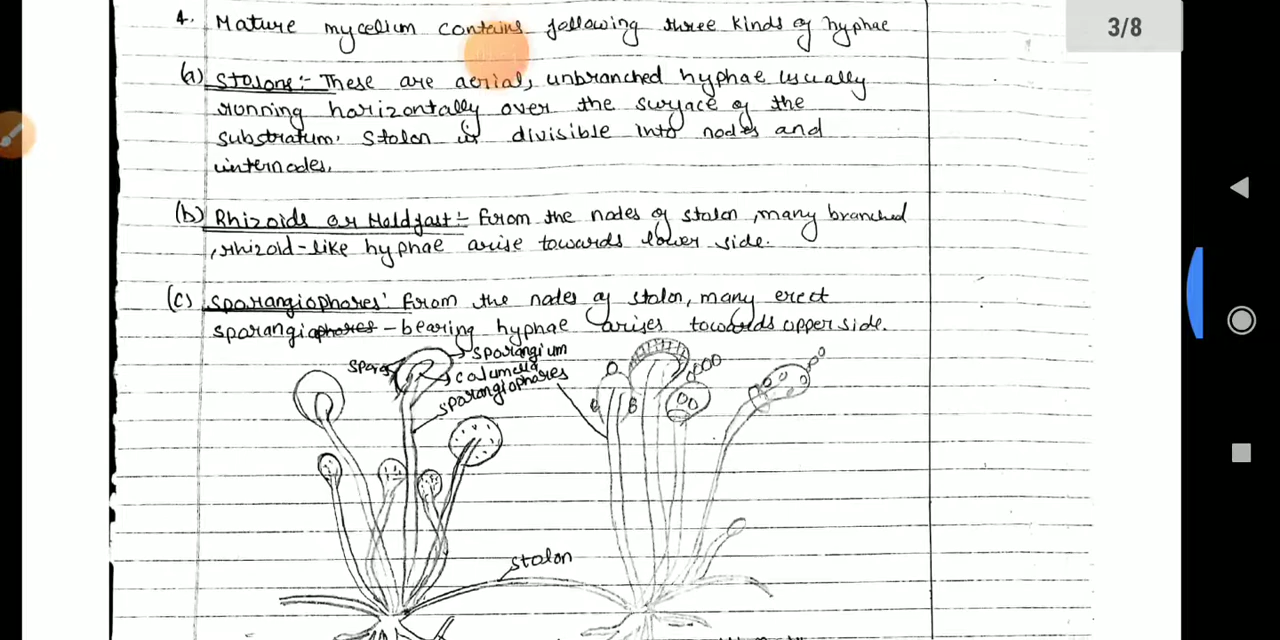 3/8
4. Mature mycelium contains following three kinds of hyphae
(a) Stolons:- These are aerial, unbranched hyphae usually
running horizontally over the surface of the
substratum. Stolon is divisible into nodes and
internodes.
(b) Rhizoids or Holdfast:- From the nodes of stolon, many branched
, rhizoid-like hyphae arise towards lower side.
(c) Sporangiophores: From the nodes of stolon, many erect
sporangiophores - bearing hyphae arises towards upper side.
spores
sporangium
columella
sporangiophores
stolon